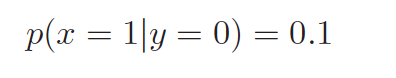 p(x = 1|y = 0) = 0.1